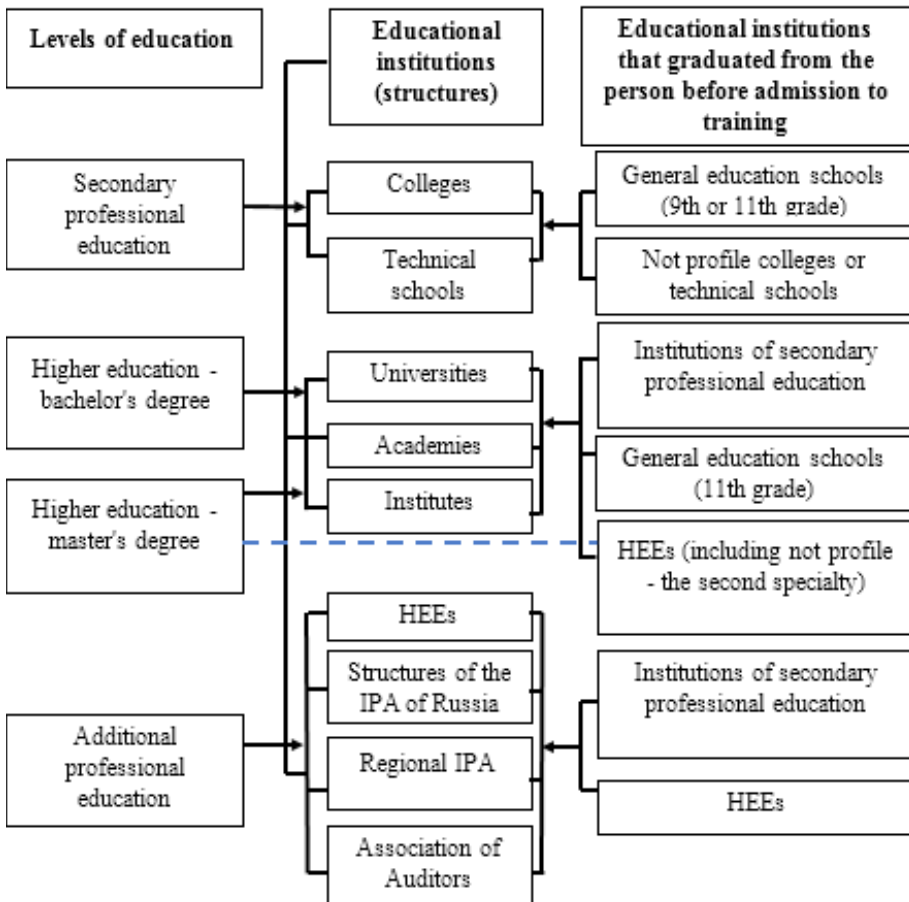 Levels of education
Educational
institutions
(structures)
Educational institutions
that graduated from the
person before admission to
training
Secondary
professional
education
Colleges
Technical
schools
General education schools
(9th or 11th grade)
Not profile colleges or
technical schools
Higher education -
bachelor's degree
Higher education -
master's degree
Universities
Academies
Institutes
Institutions of secondary
professional education
General education schools
(11th grade)
HEEs (including not profile
- the second specialty)
Additional
professional
education
HEEs
Structures of the
IPA of Russia
Regional IPA
Association of
Auditors
Institutions of secondary
professional education
HEEs